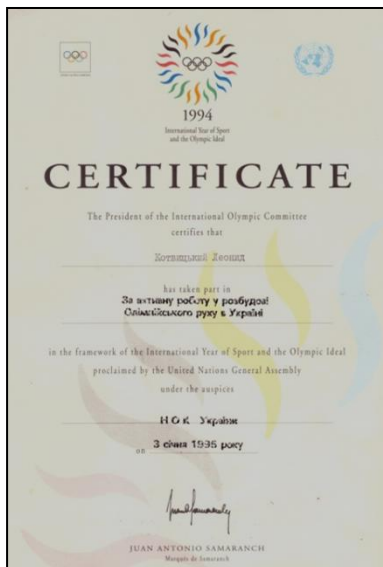 1994
International Year of Sport
and the Olympic Ideal
CERTIFICATE
The President of the International Olympic Committee
certifies that
Хотвицький Леонид
has taken part in
За активну роботу у розбудові
Олімпійського руху в Україні
in the framework of the International Year of Sport and the Olympic Ideal
proclaimed by the United Nations General Assembly
under the auspices
Н О К України
on 3 січня 1995 року
JUAN ANTONIO SAMARANCH
Marqués de Samaranch